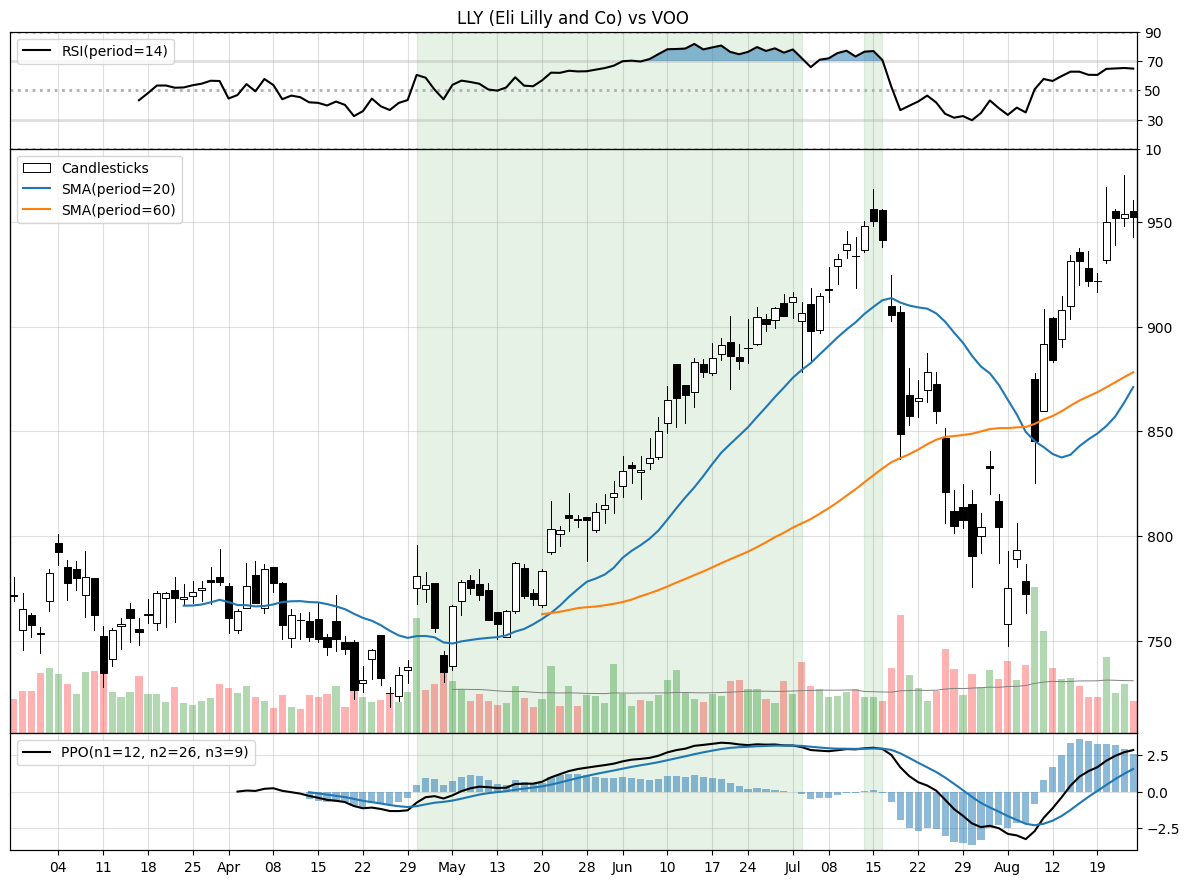 LLY (Eli Lilly and Co) vs VOO
RSI(period=14)
90
70
50
30
10
Candlesticks
SMA(period=20)
SMA(period=60)
950
900
850
800
750
PPO(n1=12, n2=26, n3=9)
2.5
0.0
−2.5
04 11 18 25 Apr 08 15 22 29 May 13 20 28 Jun 10 17 24 Jul 08 15 22 29 Aug 12 19